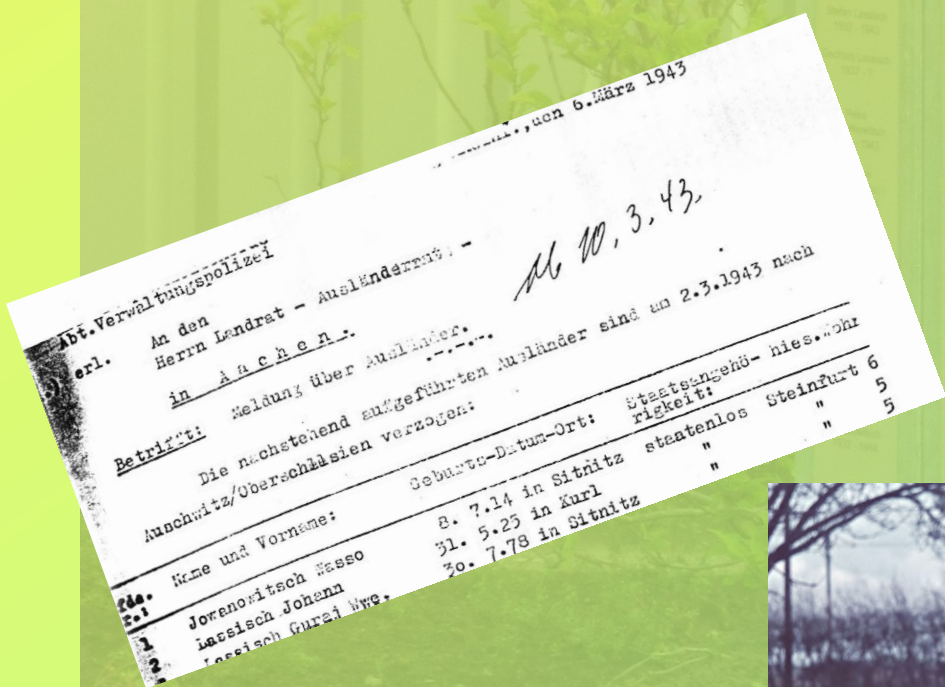 den 6.März 1943
Abt.Verwaltungspolizei
erl.
An den
Herrn Landrat - Ausländeramt. -
10. 3. 43.
in A a c h e n .
Betrifft: Meldung über Ausländer.
Die nachstehend aufgeführten Ausländer sind am 2.3.1943 nach
Auschwitz/Oberschlesien verzogen:
Name und Vorname: Geburts-Datum-Ort: Staatsangehö- hies.Wohn
rigkeit:
1 Jowanowitsch Wasso 8. 7.14 in Sitnitz staatenlos Steinfurt 6
2 Lassisch Johann 31. 5.23 in Kurl " " 5
Lassisch Guraj Wwe. 30. 7.78 in Sitnitz " " 5